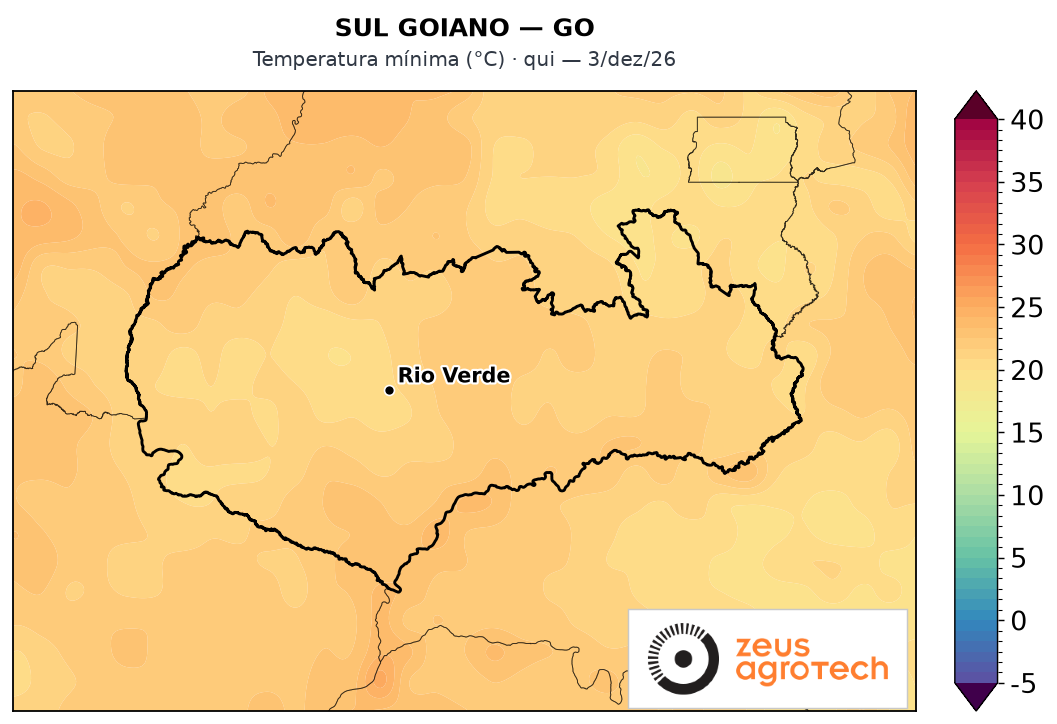 SUL GOIANO — GO
Temperatura mínima (°C) · qui — 3/dez/26
40
35
30
25
20
15
10
5
0
-5
Rio Verde
zeus
agrotech